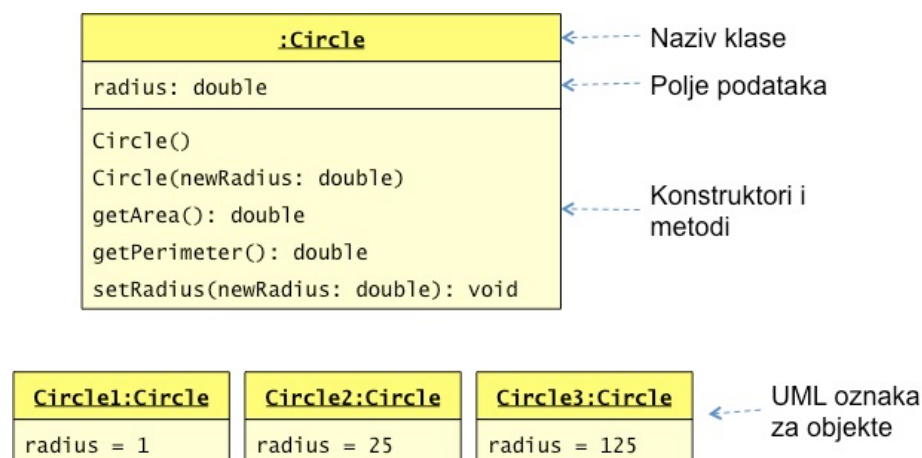 :Circle
Naziv klase
radius: double
Polje podataka
Circle()
Circle(newRadius: double)
getArea(): double
getPerimeter(): double
setRadius(newRadius: double): void
Konstruktori i
metodi
Circle1:Circle
radius = 1
Circle2:Circle
radius = 25
Circle3:Circle
radius = 125
UML oznaka
za objekte